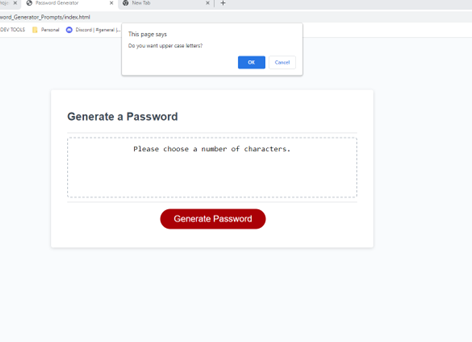 Password Generator
New Tab
word_Generator_Prompts/index.html
DEV TOOLS
Personal
Discord | #general |...
This page says
Do you want upper case letters?
OK
Cancel
Generate a Password
Please choose a number of characters.
Generate Password